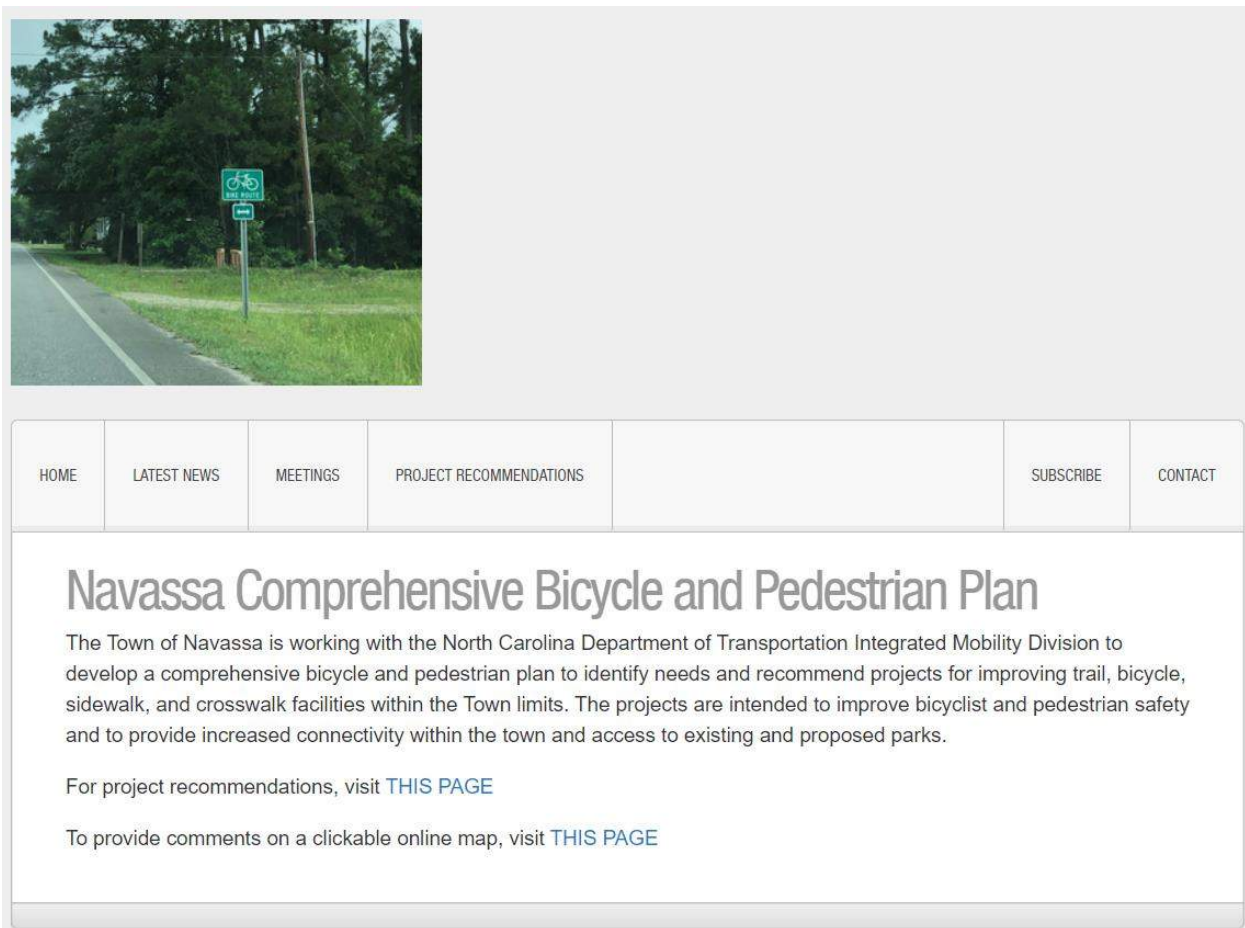 BIKE ROUTE
HOME
LATEST NEWS
MEETINGS
PROJECT RECOMMENDATIONS
SUBSCRIBE
CONTACT
Navassa Comprehensive Bicycle and Pedestrian Plan
The Town of Navassa is working with the North Carolina Department of Transportation Integrated Mobility Division to
develop a comprehensive bicycle and pedestrian plan to identify needs and recommend projects for improving trail, bicycle,
sidewalk, and crosswalk facilities within the Town limits. The projects are intended to improve bicyclist and pedestrian safety
and to provide increased connectivity within the town and access to existing and proposed parks.
For project recommendations, visit THIS PAGE
To provide comments on a clickable online map, visit THIS PAGE